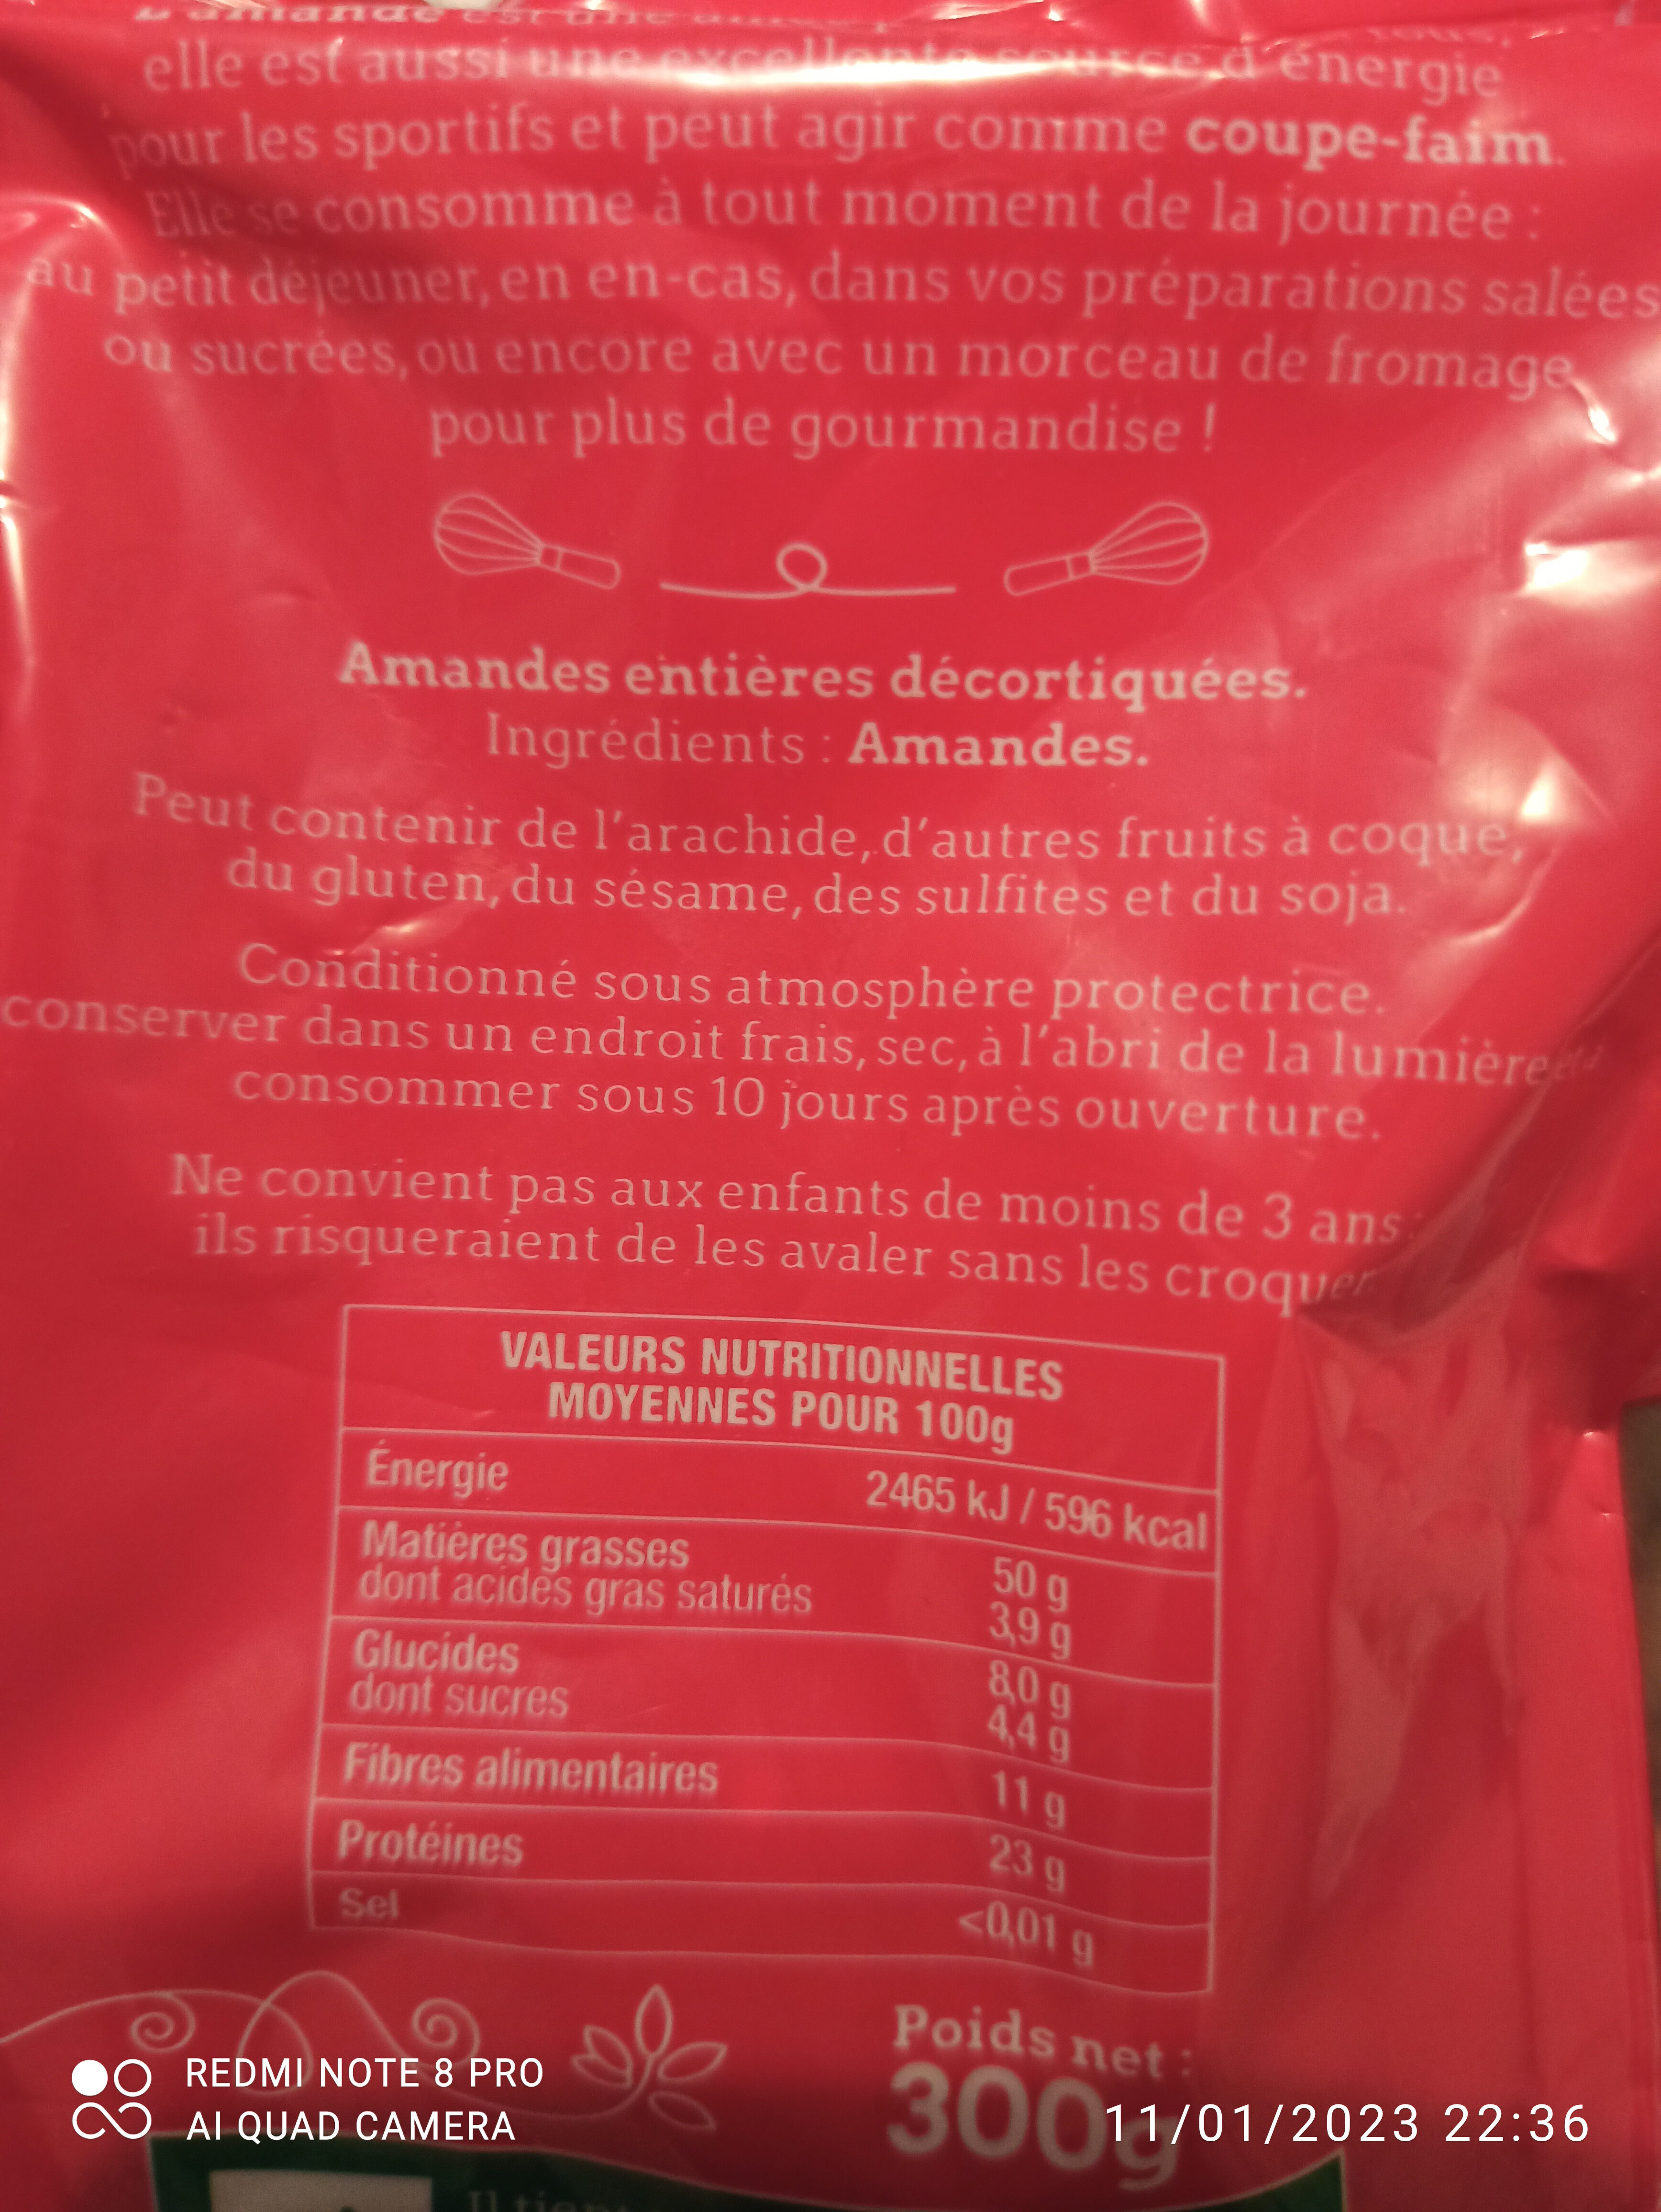 L'amande est une
elle est aussi une excellente source d'énergie
pour les sportifs et peut agir comme coupe-faim.
Elle se consomme à tout moment de la journée :
au petit déjeuner, en en-cas, dans vos préparations salées
ou sucrées, ou encore avec un morceau de fromage
pour plus de gourmandise !
Amandes entières décortiquées.
Ingrédients : Amandes.
Peut contenir de l'arachide, d'autres fruits à coque,
du gluten, du sésame, des sulfites et du soja.
Conditionné sous atmosphère protectrice.
conserver dans un endroit frais, sec, à l'abri de la lumière et à
consommer sous 10 jours après ouverture.
Ne convient pas aux enfants de moins de 3 ans:
ils risqueraient de les avaler sans les croquer.
VALEURS NUTRITIONNELLES
MOYENNES POUR 100g
Énergie 2465 kJ / 596 kcal
Matières grasses 50 g
dont acides gras saturés 3,9 g
Glucides 8,0 g
dont sucres 4,4 g
Fibres alimentaires 11 g
Protéines 23 g
Sel <0,01 g
Poids net :
300g
REDMI NOTE 8 PRO
AI QUAD CAMERA
11/01/2023 22:36
Il tient